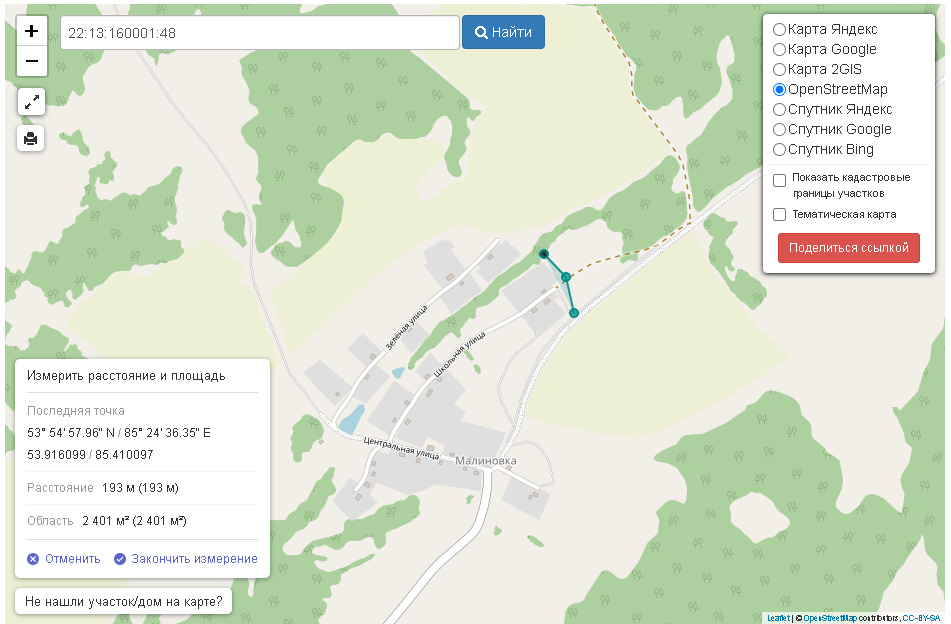 +
22:13:160001:48
Найти
−
Карта Яндекс
Карта Google
Карта 2GIS
OpenStreetMap
Спутник Яндекс
Спутник Google
Спутник Bing
Показать кадастровые
границы участков
Тематическая карта
Поделиться ссылкой
Зелёная улица
Школьная улица
Центральная улица
Малиновка
Измерить расстояние и площадь
Последняя точка
53° 54' 57.96" N / 85° 24' 36.35" E
53.916099 / 85.410097
Расстояние 193 м (193 м)
Область 2 401 м² (2 401 м²)
Отменить Закончить измерение
Не нашли участок/дом на карте?
Leaflet | © OpenStreetMap contributors, CC-BY-SA